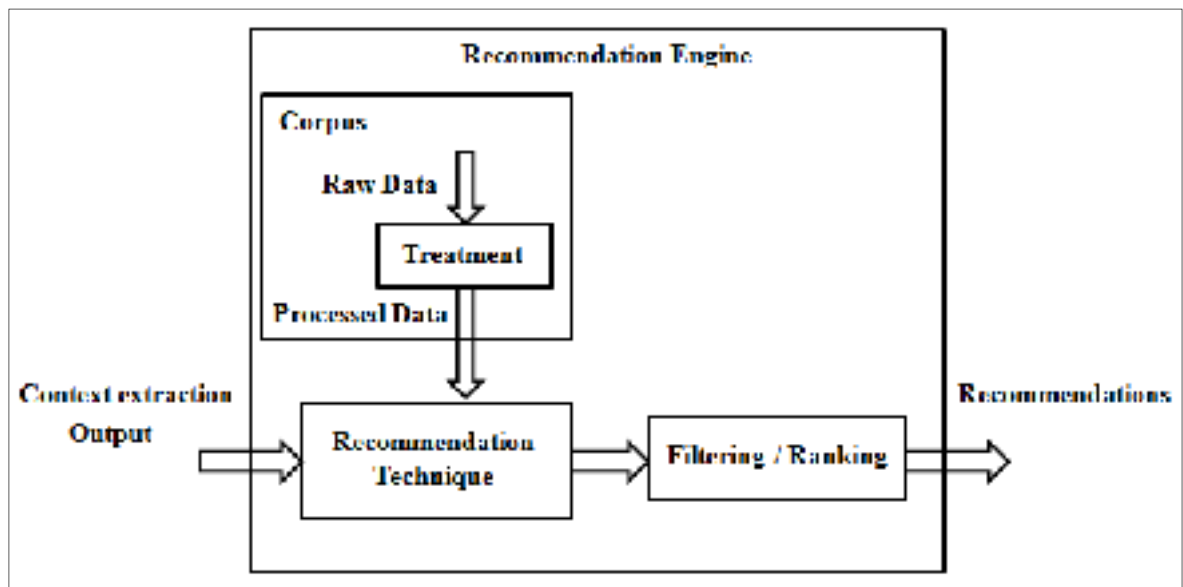 Recommendation Engine
Corpus
Raw Data
Treatment
Processed Data
Context extraction
Output
Recommendation
Technique
Filtering / Ranking
Recommendations